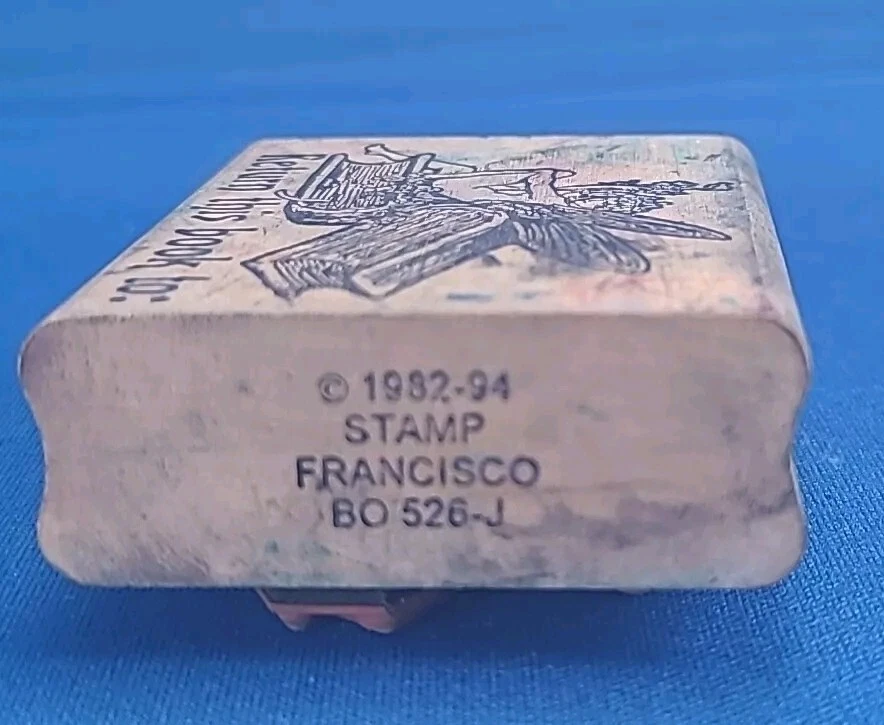 Return this book to:
© 1982-94
STAMP
FRANCISCO
BO 526-J